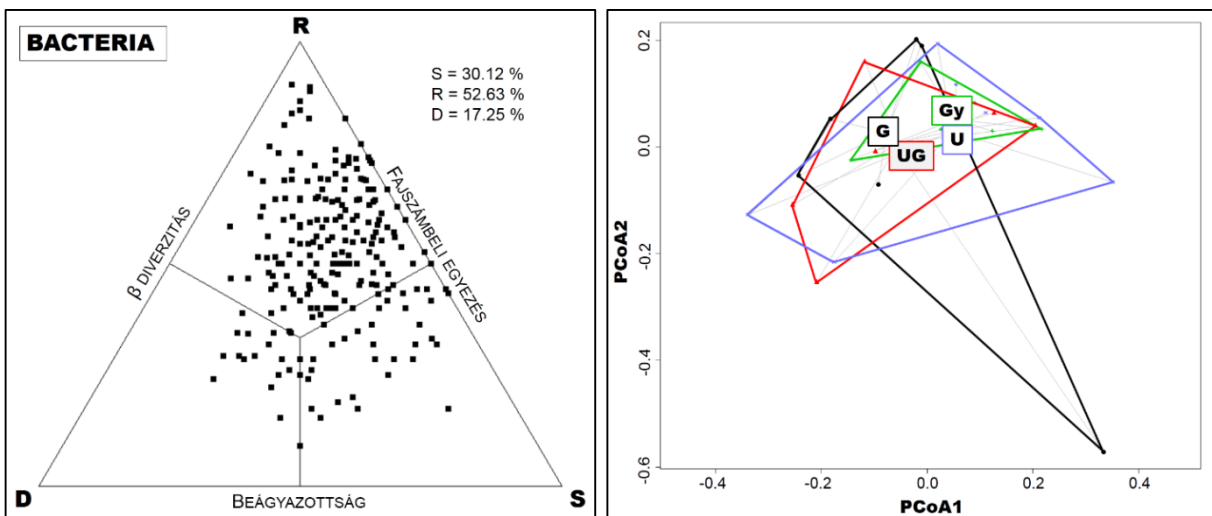 BACTERIA
R
S = 30.12 %
R = 52.63 %
D = 17.25 %
β DIVERZITÁS
FAJSZÁMBELI EGYEZÉS
D
BEÁGYAZOTTSÁG
S
0.2
0.0
-0.2
-0.4
-0.6
PCoA2
Gy
G
U
UG
-0.4
-0.2
0.0
0.2
0.4
PCoA1